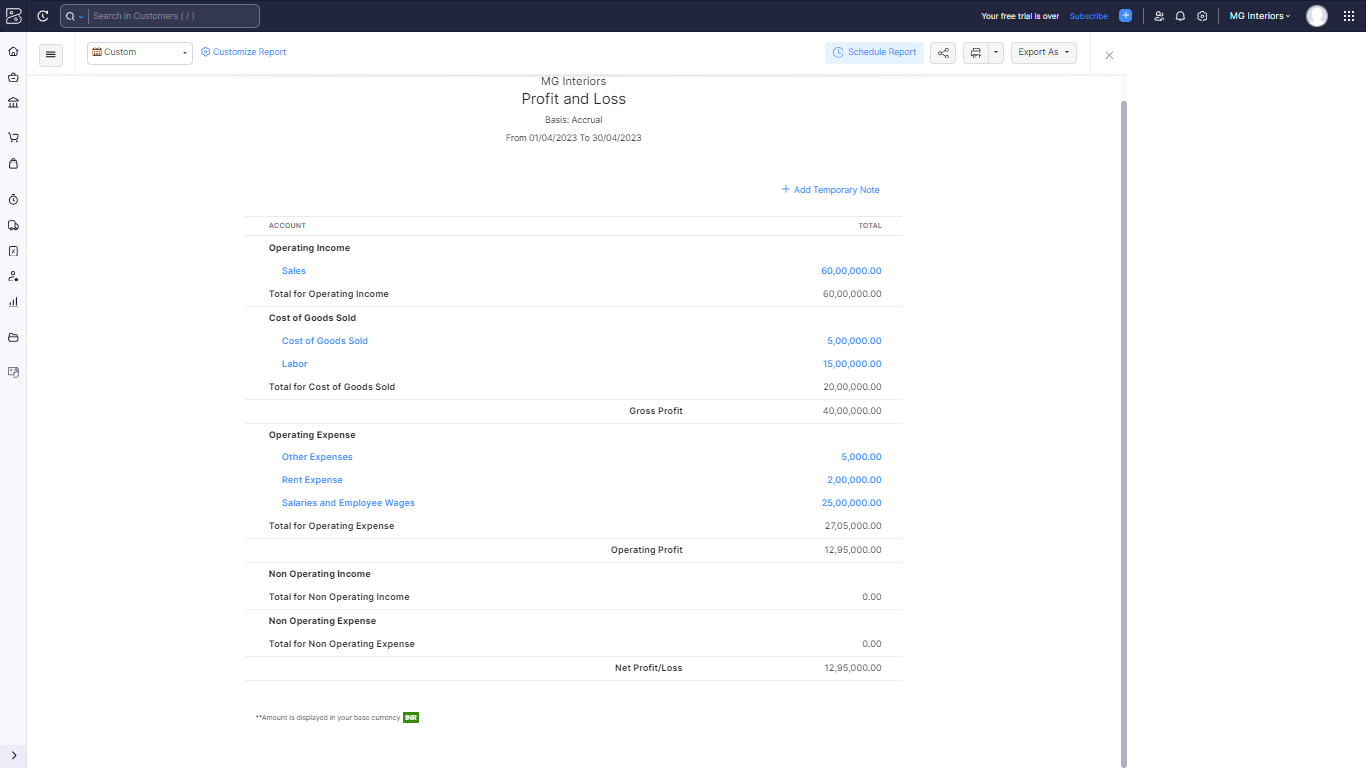 Search in Customers ( / )
Your free trial is over Subscribe
MG Interiors
Custom
Customize Report
Schedule Report
Export As
MG Interiors
Profit and Loss
Basis: Accrual
From 01/04/2023 To 30/04/2023
+ Add Temporary Note
ACCOUNT TOTAL
Operating Income
Sales 60,00,000.00
Total for Operating Income 60,00,000.00
Cost of Goods Sold
Cost of Goods Sold 5,00,000.00
Labor 15,00,000.00
Total for Cost of Goods Sold 20,00,000.00
Gross Profit 40,00,000.00
Operating Expense
Other Expenses 5,000.00
Rent Expense 2,00,000.00
Salaries and Employee Wages 25,00,000.00
Total for Operating Expense 27,05,000.00
Operating Profit 12,95,000.00
Non Operating Income
Total for Non Operating Income 0.00
Non Operating Expense
Total for Non Operating Expense 0.00
Net Profit/Loss 12,95,000.00
**Amount is displayed in your base currency INR